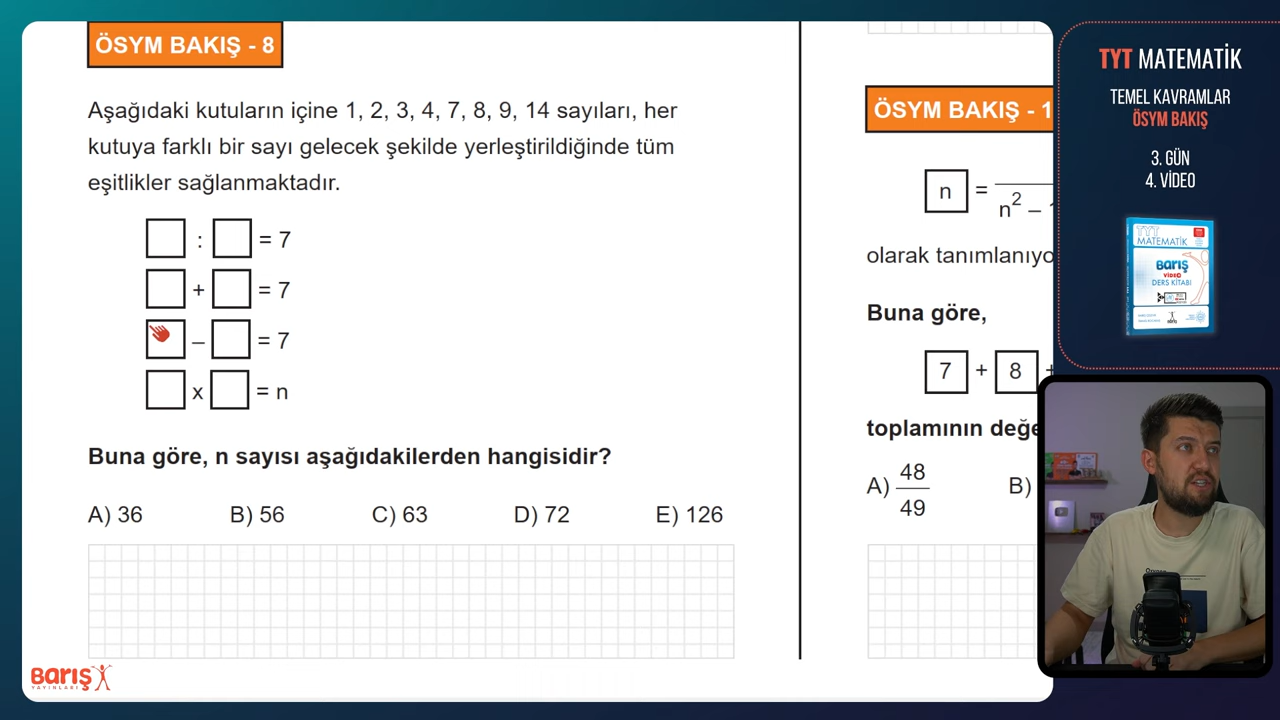 ÖSYM BAKIŞ - 8
Aşağıdaki kutuların içine 1, 2, 3, 4, 7, 8, 9, 14 sayıları, her
kutuya farklı bir sayı gelecek şekilde yerleştirildiğinde tüm
eşitlikler sağlanmaktadır.
: = 7
+ = 7
– = 7
x = n
Buna göre, n sayısı aşağıdakilerden hangisidir?
A) 36 B) 56 C) 63 D) 72 E) 126
BARIŞ
YAYINLARI
ÖSYM BAKIŞ - 1
n =
n² –
olarak tanımlanıyo
Buna göre,
7 + 8 +
toplamının değe
A) 48/49 B)
TYT MATEMATİK
TEMEL KAVRAMLAR
ÖSYM BAKIŞ
3. GÜN
4. VİDEO
TYT
MATEMATİK
BARIŞ
VİDEO
DERS KİTABI